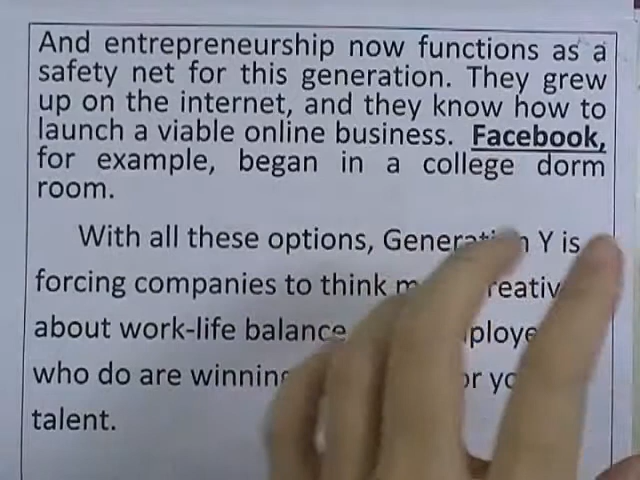 And entrepreneurship now functions as a
safety net for this generation. They grew
up on the internet, and they know how to
launch a viable online business. Facebook,
for example, began in a college dorm
room.
With all these options, Generation Y is
forcing companies to think
about work-life balance
who do are winning
talent.